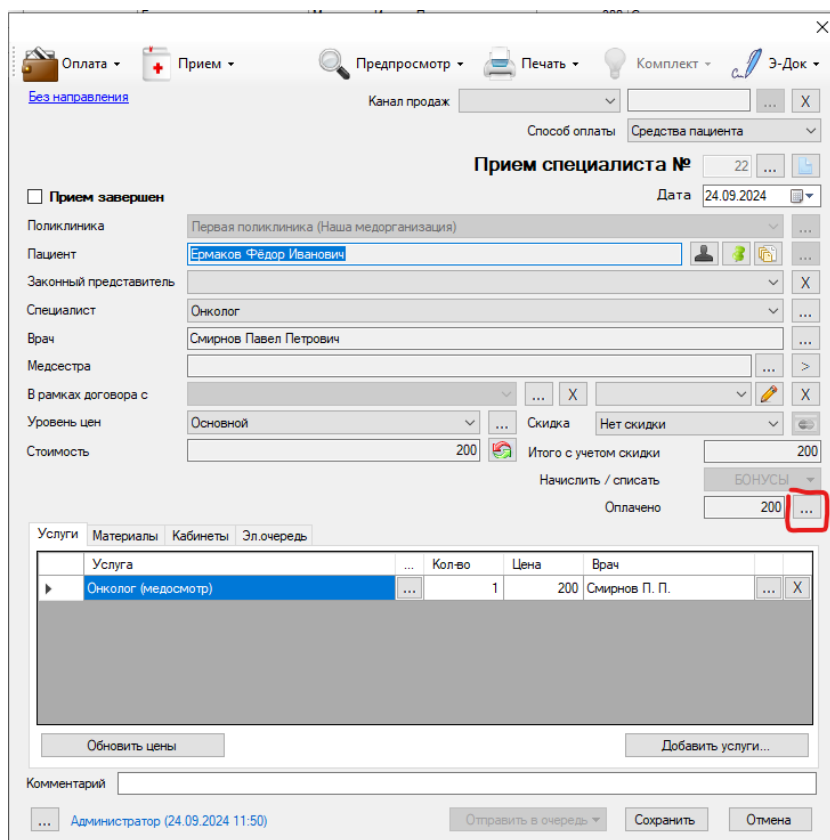 Оплата Прием Предпросмотр Печать Комплект Э-Док
Без направления
Канал продаж ... X
Способ оплаты Средства пациента
Прием специалиста № 22 ...
Прием завершен Дата 24.09.2024
Поликлиника Первая поликлиника (Наша медорганизация) ...
Пациент Ермаков Фёдор Иванович ...
Законный представитель X
Специалист Онколог ...
Врач Смирнов Павел Петрович ...
Медсестра ... >
В рамках договора с ... X X
Уровень цен Основной ... Скидка Нет скидки
Стоимость 200 Итого с учетом скидки 200
Начислить / списать БОНУСЫ
Оплачено 200 ...
Услуги Материалы Кабинеты Эл.очередь
Услуга ... Кол-во Цена Врач
Онколог (медосмотр) ... 1 200 Смирнов П. П. ... X
Обновить цены Добавить услуги...
Комментарий
... Администратор (24.09.2024 11:50) Отправить в очередь Сохранить Отмена